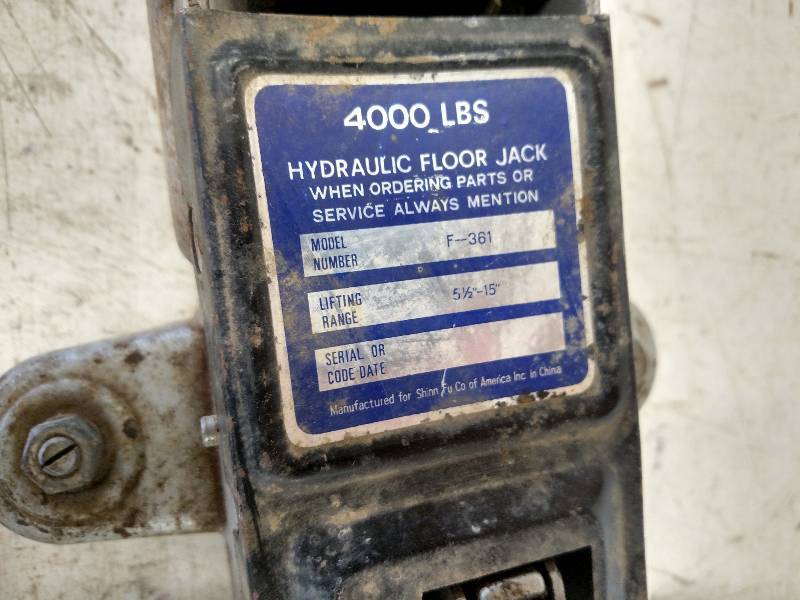 4000 LBS
HYDRAULIC FLOOR JACK
WHEN ORDERING PARTS OR
SERVICE ALWAYS MENTION
MODEL NUMBER F--361
LIFTING RANGE 5½"-15"
SERIAL OR CODE DATE
Manufactured for Shinn Fu Co of America Inc. in China